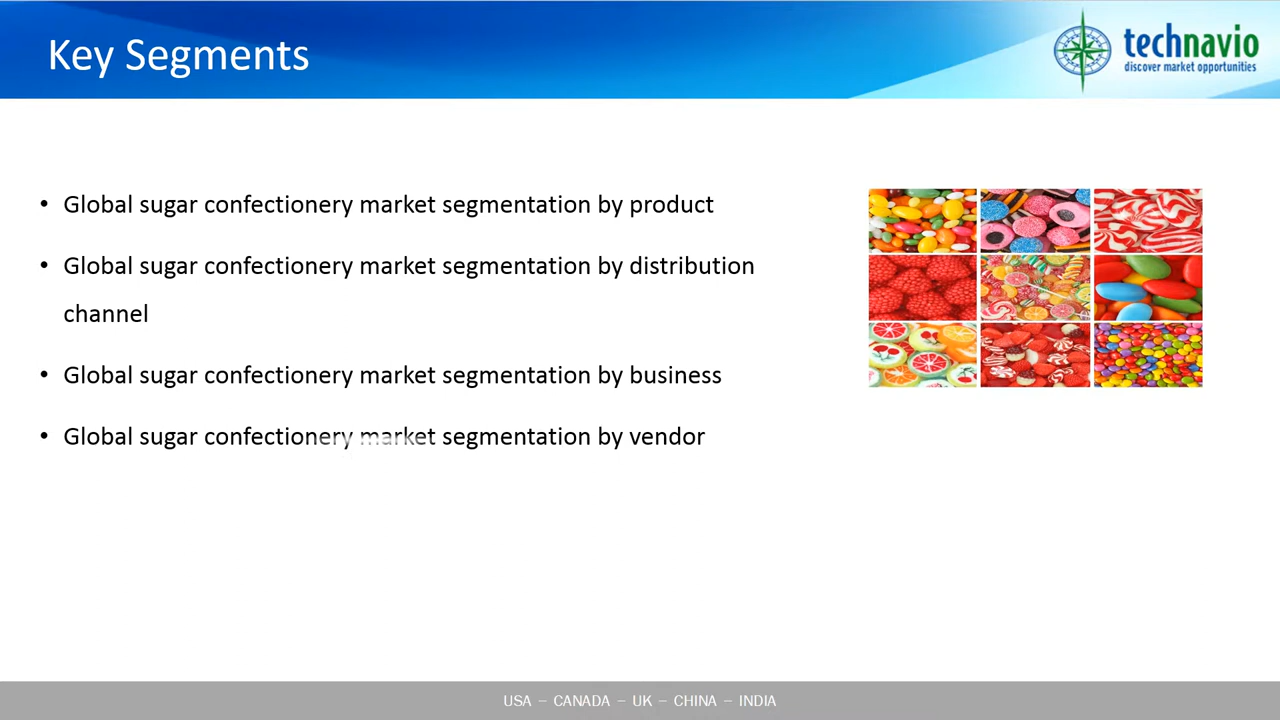 Key Segments
technavio
discover market opportunities
• Global sugar confectionery market segmentation by product
• Global sugar confectionery market segmentation by distribution
channel
• Global sugar confectionery market segmentation by business
• Global sugar confectionery market segmentation by vendor
USA – CANADA – UK – CHINA – INDIA